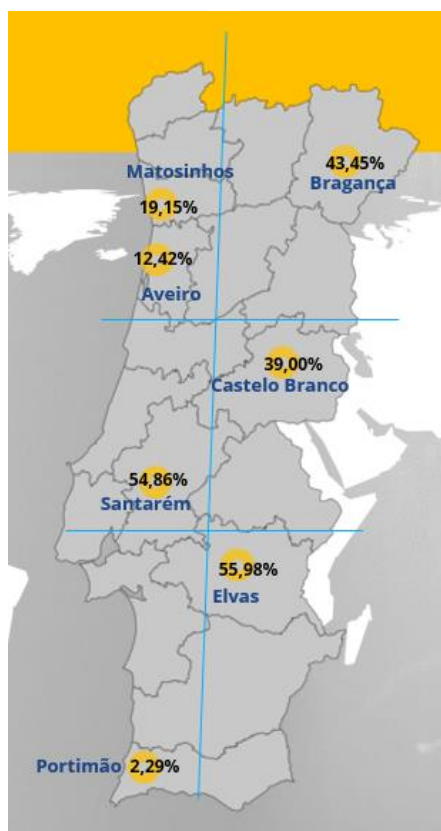 43,45%
Bragança
Matosinhos
19,15%
12,42%
Aveiro
39,00%
Castelo Branco
54,86%
Santarém
55,98%
Elvas
Portimão 2,29%